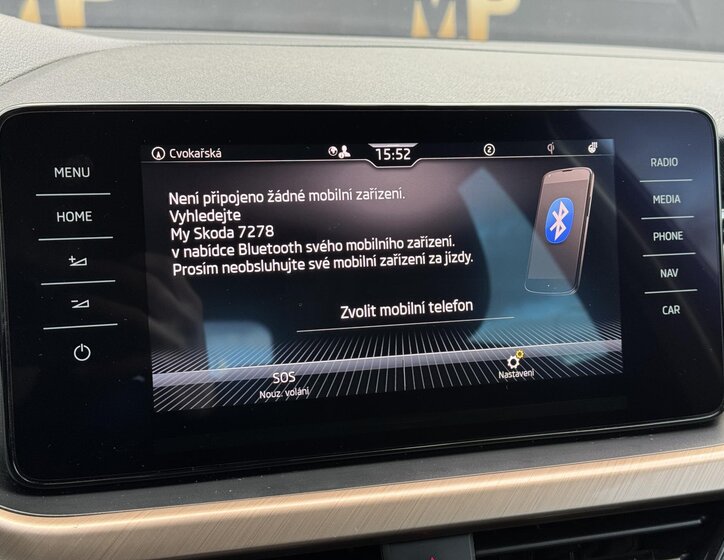 MP
Cvokařská
15:52
2
MENU
HOME
RADIO
MEDIA
PHONE
NAV
CAR
Není připojeno žádné mobilní zařízení.
Vyhledejte
My Skoda 7278
v nabídce Bluetooth svého mobilního zařízení.
Prosím neobsluhujte své mobilní zařízení za jízdy.
Zvolit mobilní telefon
SOS
Nouz. volání
Nastavení